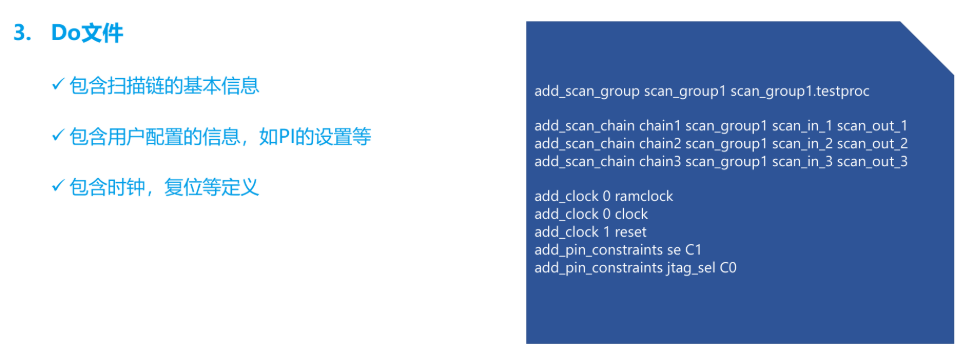 3. Do文件
✓ 包含扫描链的基本信息
✓ 包含用户配置的信息，如PI的设置等
✓ 包含时钟，复位等定义
add_scan_group scan_group1 scan_group1.testproc
add_scan_chain chain1 scan_group1 scan_in_1 scan_out_1
add_scan_chain chain2 scan_group1 scan_in_2 scan_out_2
add_scan_chain chain3 scan_group1 scan_in_3 scan_out_3
add_clock 0 ramclock
add_clock 0 clock
add_clock 1 reset
add_pin_constraints se C1
add_pin_constraints jtag_sel C0